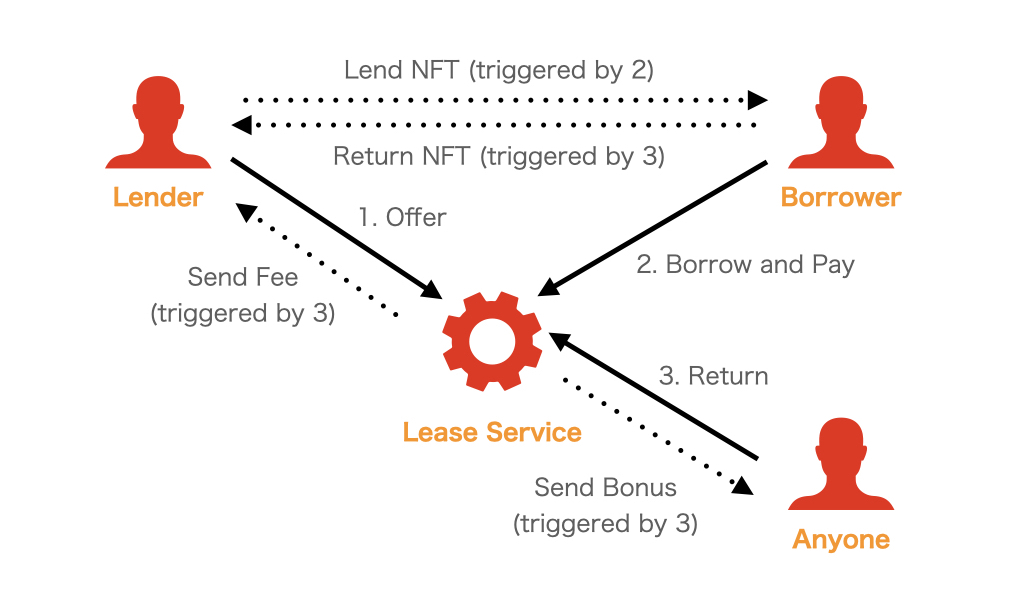 Lend NFT (triggered by 2)
Return NFT (triggered by 3)
Lender
Borrower
1. Offer
2. Borrow and Pay
Send Fee
(triggered by 3)
3. Return
Lease Service
Send Bonus
(triggered by 3)
Anyone